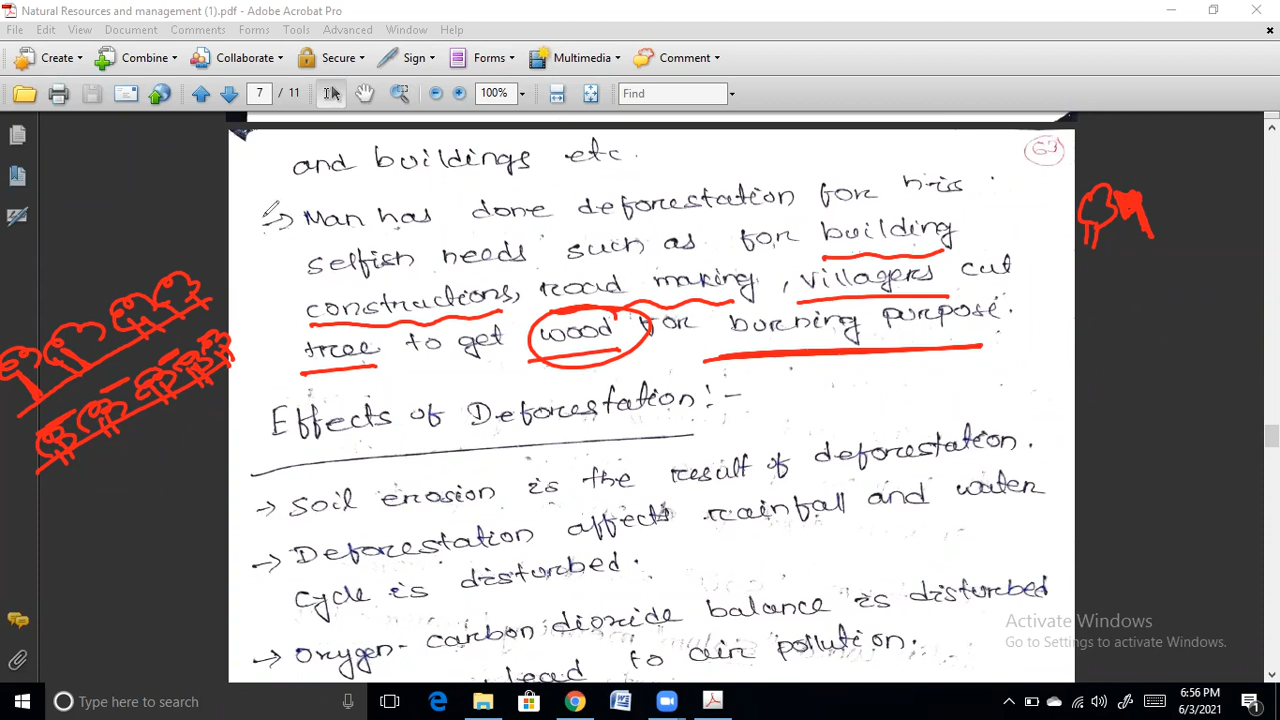 Natural Resources and management (1).pdf - Adobe Acrobat Pro
File Edit View Document Comments Forms Tools Advanced Window Help
Create Combine Collaborate Secure Sign Forms Multimedia Comment
7 / 11 100% Find
and buildings etc.
63
→ Man has done deforestation for his
selfish needs such as for building
constructions, road making, villagers cut
tree to get wood for burning purpose.
Effects of Deforestation:-
→ Soil erosion is the result of deforestation.
→ Deforestation affects rainfall and water
cycle is disturbed.
→ Oxygen-carbon dioxide balance is disturbed
lead to air pollution.
Activate Windows
Go to Settings to activate Windows.
Type here to search
6:56 PM
6/3/2021
1